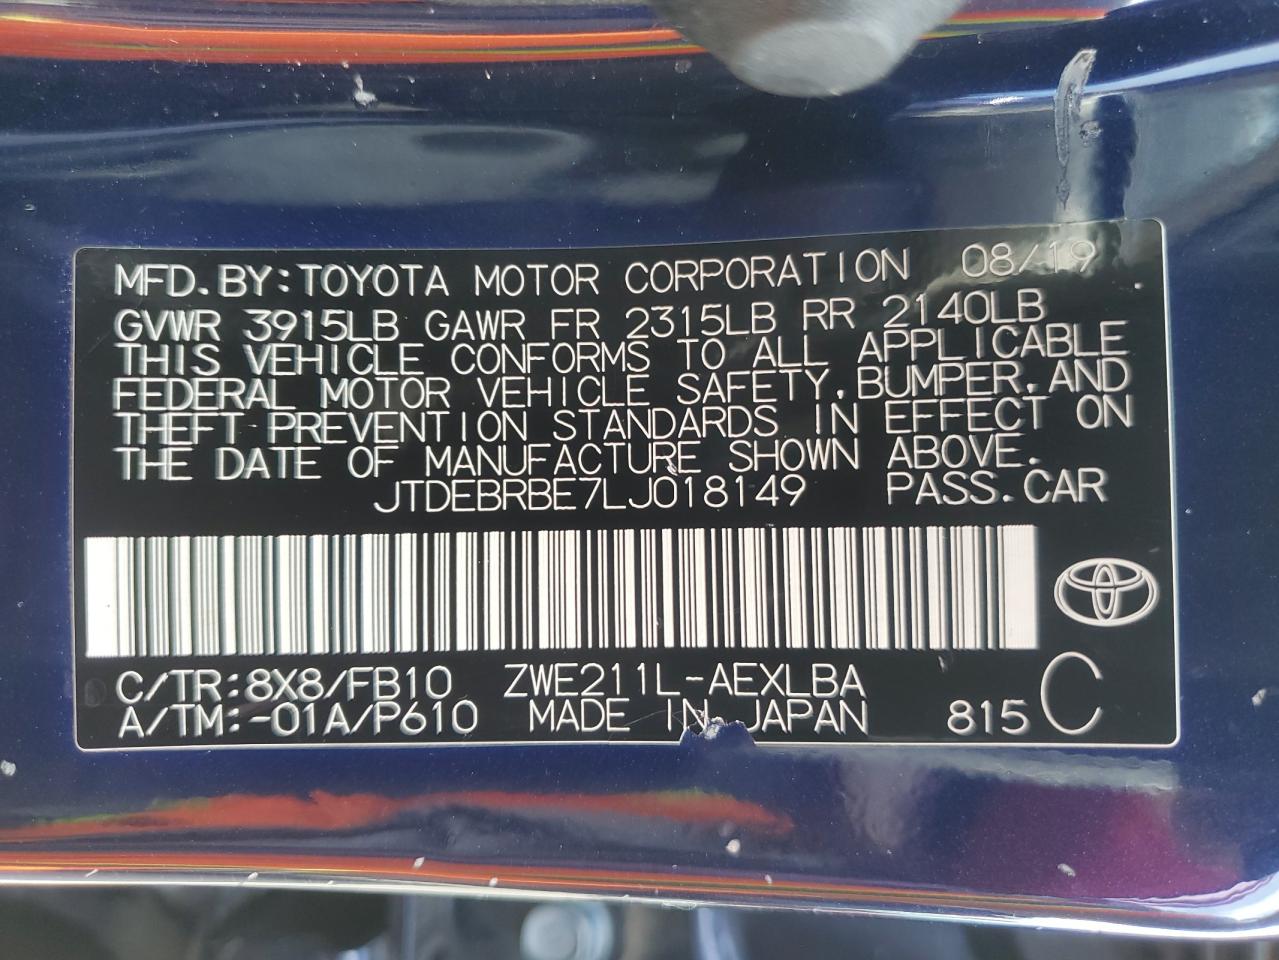 MFD.BY:TOYOTA MOTOR CORPORATION 08/19
GVWR 3915LB GAWR FR 2315LB RR 2140LB
THIS VEHICLE CONFORMS TO ALL APPLICABLE
FEDERAL MOTOR VEHICLE SAFETY,BUMPER,AND
THEFT PREVENTION STANDARDS IN EFFECT ON
THE DATE OF MANUFACTURE SHOWN ABOVE.
JTDEBRBE7LJ018149 PASS.CAR
C/TR:8X8/FB10 ZWE211L-AEXLBA
A/TM:-01A/P610 MADE IN JAPAN 815 C